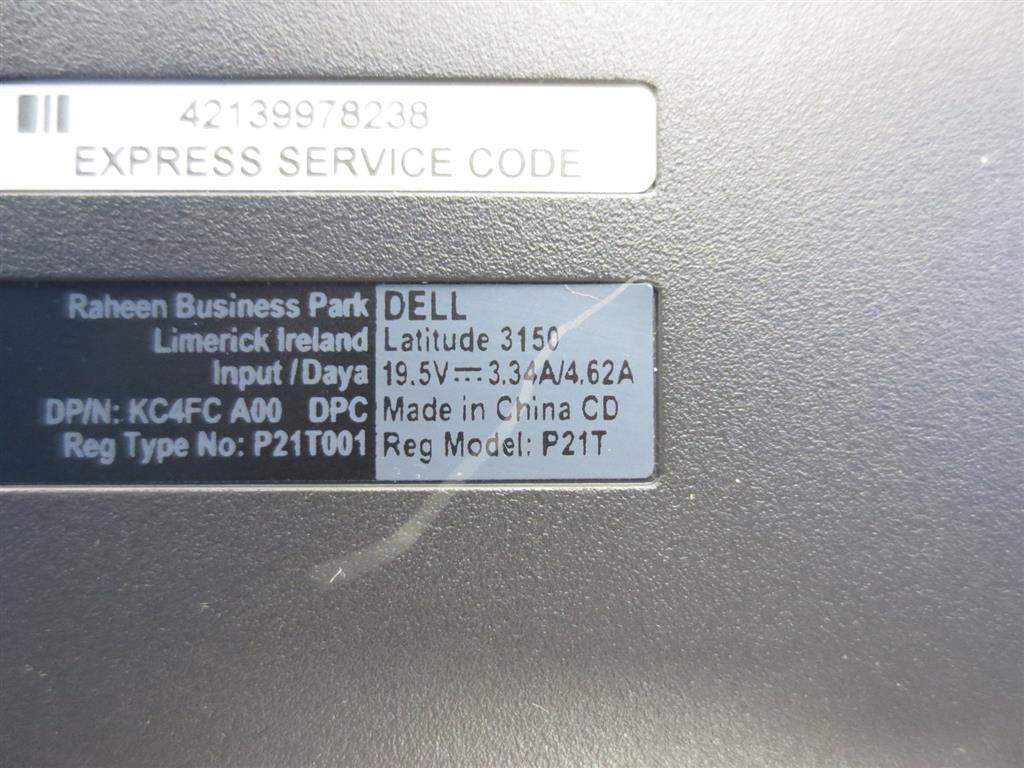 42139978238
EXPRESS SERVICE CODE
Raheen Business Park DELL
Limerick Ireland Latitude 3150
Input / Daya 19.5V⎓3.34A/4.62A
DP/N: KC4FC A00 DPC Made in China CD
Reg Type No: P21T001 Reg Model: P21T